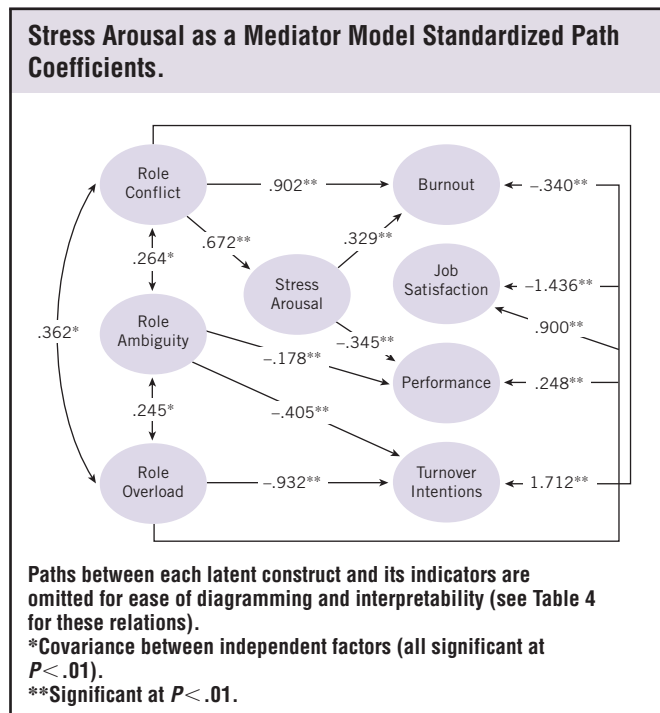 Stress Arousal as a Mediator Model Standardized Path
Coefficients.
Role
Conflict
.902**
Burnout
–.340**
.672**
.329**
.264*
Stress
Arousal
Job
Satisfaction
–1.436**
.900**
.362*
Role
Ambiguity
–.345**
–.178**
Performance
.248**
.245*
–.405**
Role
Overload
–.932**
Turnover
Intentions
1.712**
Paths between each latent construct and its indicators are
omitted for ease of diagramming and interpretability (see Table 4
for these relations).
*Covariance between independent factors (all significant at
P< .01).
**Significant at P< .01.